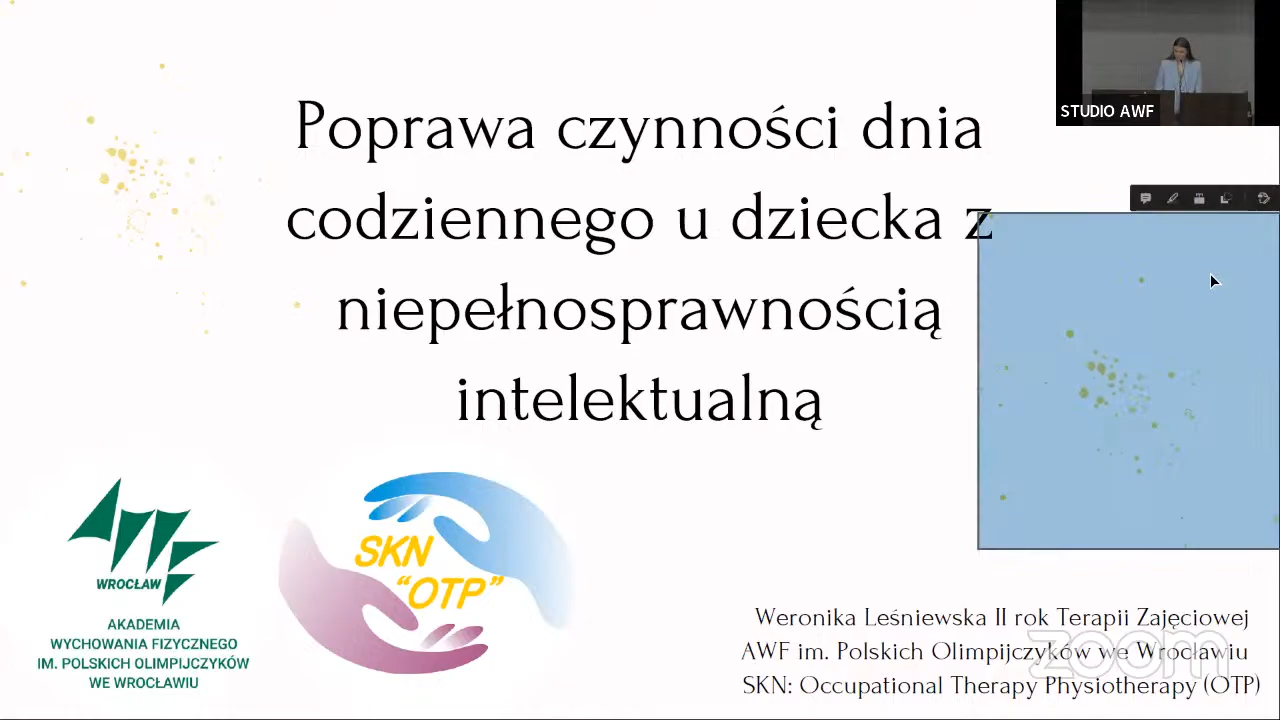 STUDIO AWF
Poprawa czynności dnia
codziennego u dziecka z
niepełnosprawnością
intelektualną
WROCŁAW
AKADEMIA
WYCHOWANIA FIZYCZNEGO
IM. POLSKICH OLIMPIJCZYKÓW
WE WROCŁAWIU
SKN
“OTP”
Weronika Leśniewska II rok Terapii Zajęciowej
AWF im. Polskich Olimpijczyków we Wrocławiu
SKN: Occupational Therapy Physiotherapy (OTP)
zoom